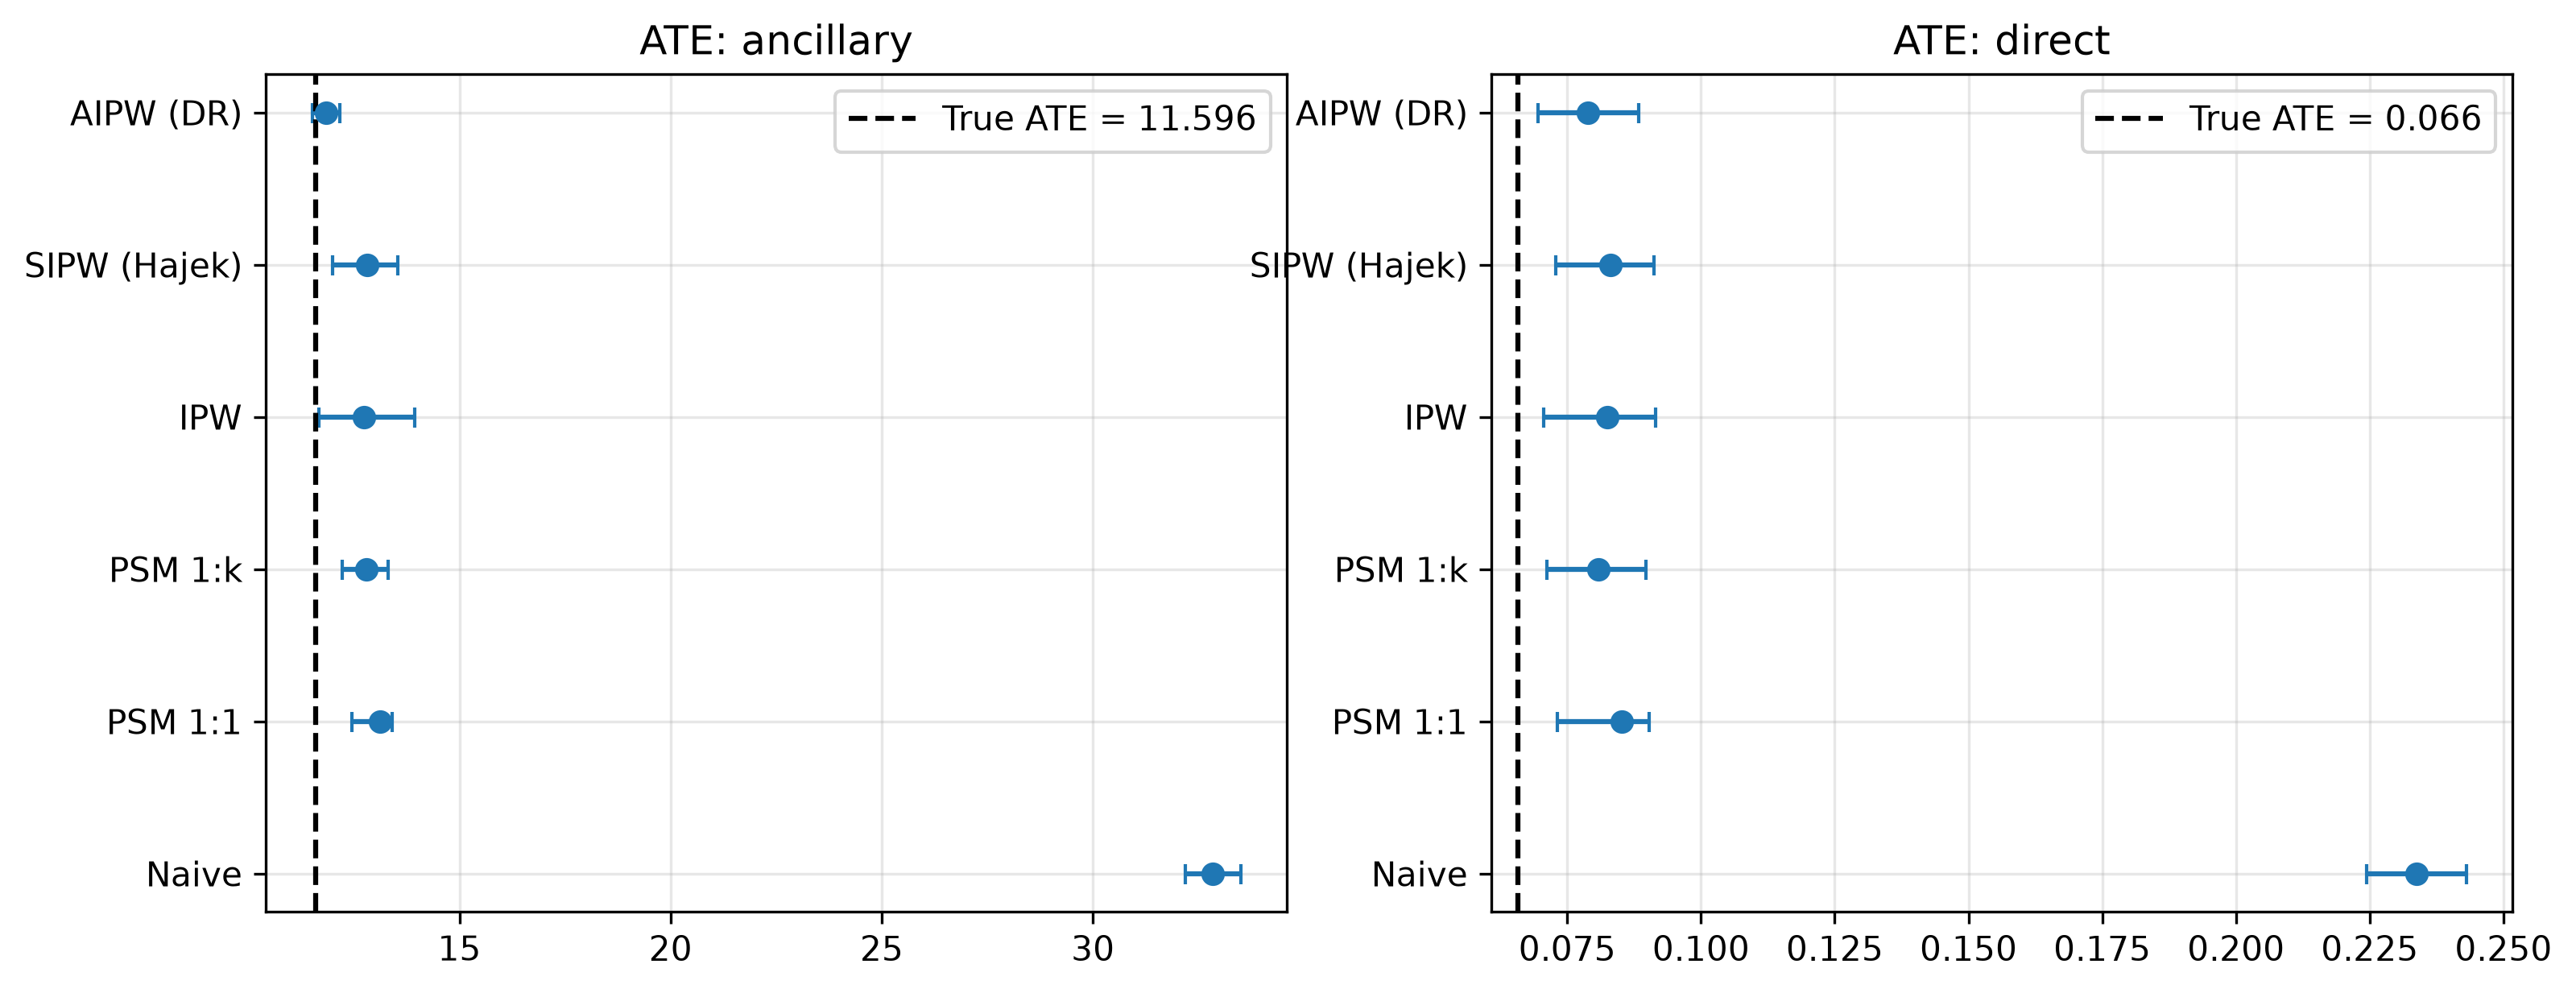 ATE: ancillary
True ATE = 11.596
AIPW (DR)
SIPW (Hajek)
IPW
PSM 1:k
PSM 1:1
Naive
15 20 25 30
ATE: direct
True ATE = 0.066
AIPW (DR)
SIPW (Hajek)
IPW
PSM 1:k
PSM 1:1
Naive
0.075 0.100 0.125 0.150 0.175 0.200 0.225 0.250